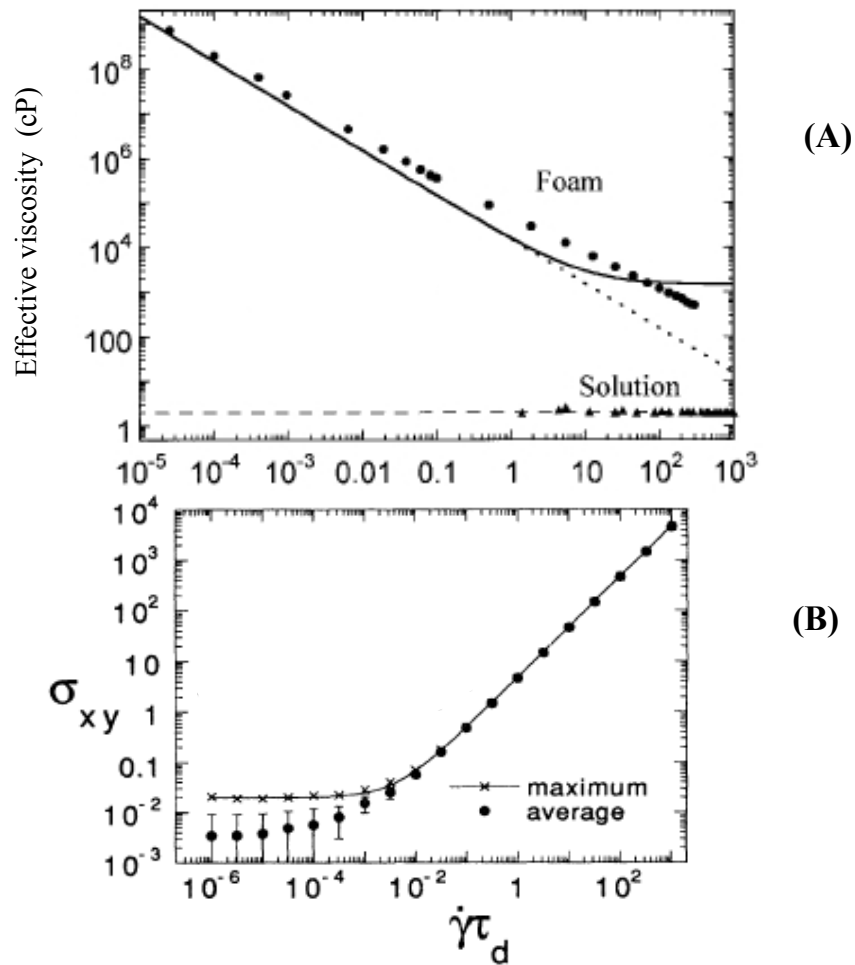 Effective viscosity (cP)
10⁸
10⁶
10⁴
100
1
Foam
Solution
(A)
10⁻⁵ 10⁻⁴ 10⁻³ 0.01 0.1 1 10 10² 10³
10⁴
10³
10²
10
1
0.1
10⁻²
10⁻³
σxy
maximum
average
(B)
10⁻⁶ 10⁻⁴ 10⁻² 1 10²
γ̇τd